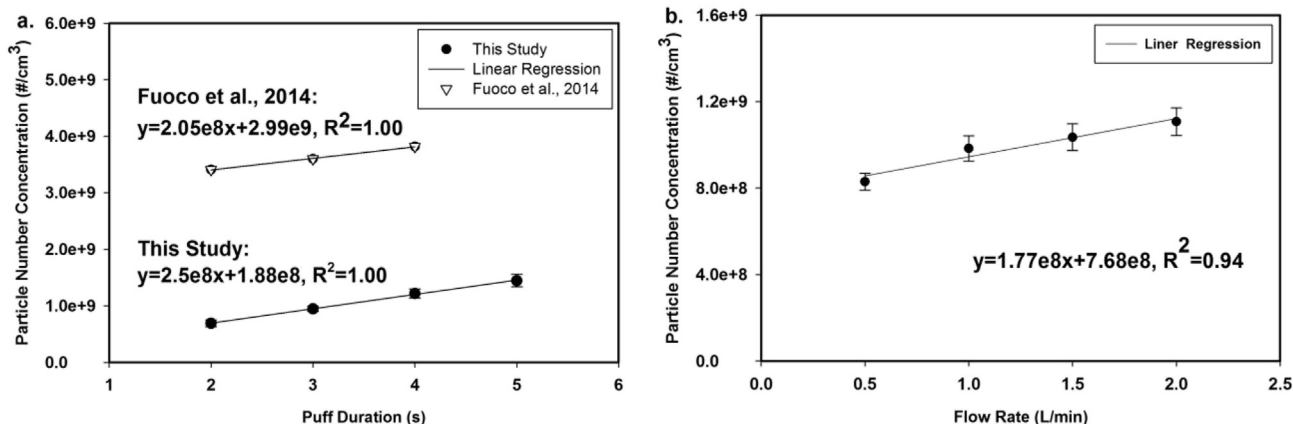 a.
Particle Number Concentration (#/cm³)
6.0e+9
5.0e+9
4.0e+9
3.0e+9
2.0e+9
1.0e+9
0.0
This Study
Linear Regression
Fuoco et al., 2014
Fuoco et al., 2014:
y=2.05e8x+2.99e9, R²=1.00
This Study:
y=2.5e8x+1.88e8, R²=1.00
1 2 3 4 5 6
Puff Duration (s)
b.
Particle Number Concentration (#/cm³)
1.6e+9
1.2e+9
8.0e+8
4.0e+8
0.0
Liner Regression
y=1.77e8x+7.68e8, R²=0.94
0.0 0.5 1.0 1.5 2.0 2.5
Flow Rate (L/min)